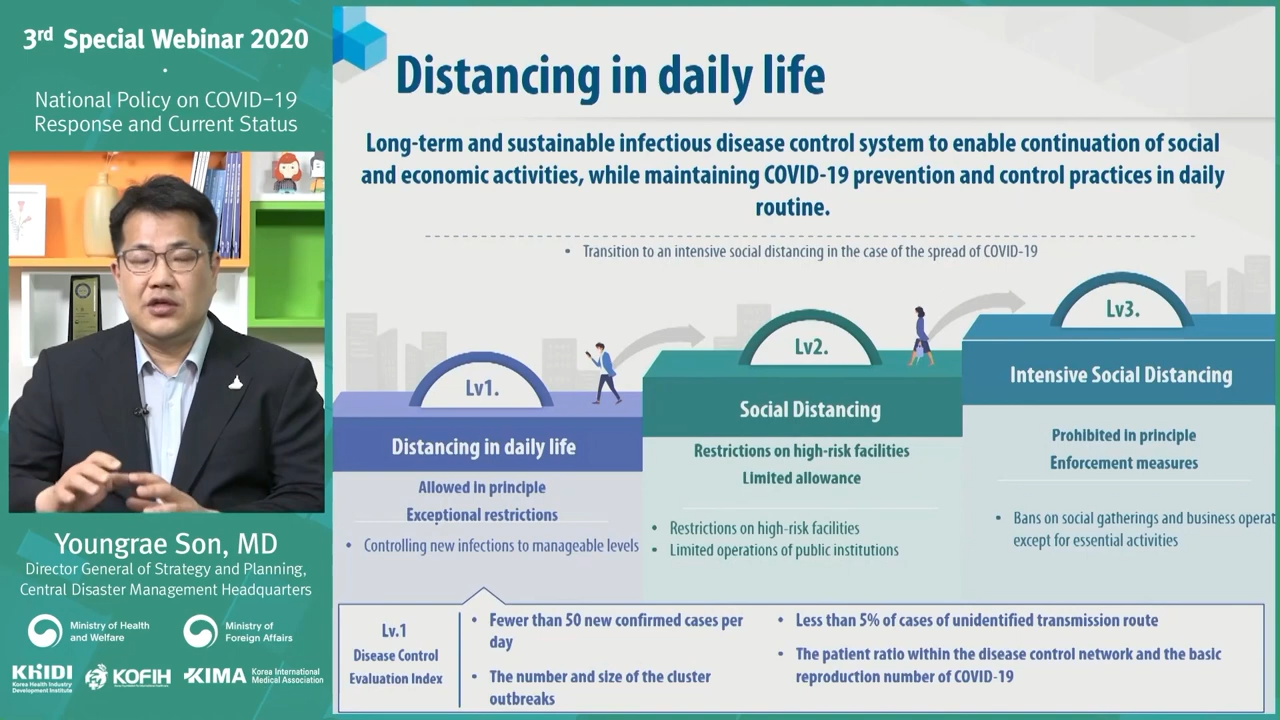 3rd Special Webinar 2020
National Policy on COVID-19
Response and Current Status
Youngrae Son, MD
Director General of Strategy and Planning,
Central Disaster Management Headquarters
Ministry of Health
and Welfare
Ministry of
Foreign Affairs
KHIDI
Korea Health Industry
Development Institute
KOFIH
KIMA
Korea International
Medical Association
Distancing in daily life
Long-term and sustainable infectious disease control system to enable continuation of social
and economic activities, while maintaining COVID-19 prevention and control practices in daily
routine.
• Transition to an intensive social distancing in the case of the spread of COVID-19
Lv1.
Distancing in daily life
Allowed in principle
Exceptional restrictions
• Controlling new infections to manageable levels
Lv2.
Social Distancing
Restrictions on high-risk facilities
Limited allowance
• Restrictions on high-risk facilities
• Limited operations of public institutions
Lv3.
Intensive Social Distancing
Prohibited in principle
Enforcement measures
• Bans on social gatherings and business operat
except for essential activities
Lv.1
Disease Control
Evaluation Index
• Fewer than 50 new confirmed cases per
day
• The number and size of the cluster
outbreaks
• Less than 5% of cases of unidentified transmission route
• The patient ratio within the disease control network and the basic
reproduction number of COVID-19